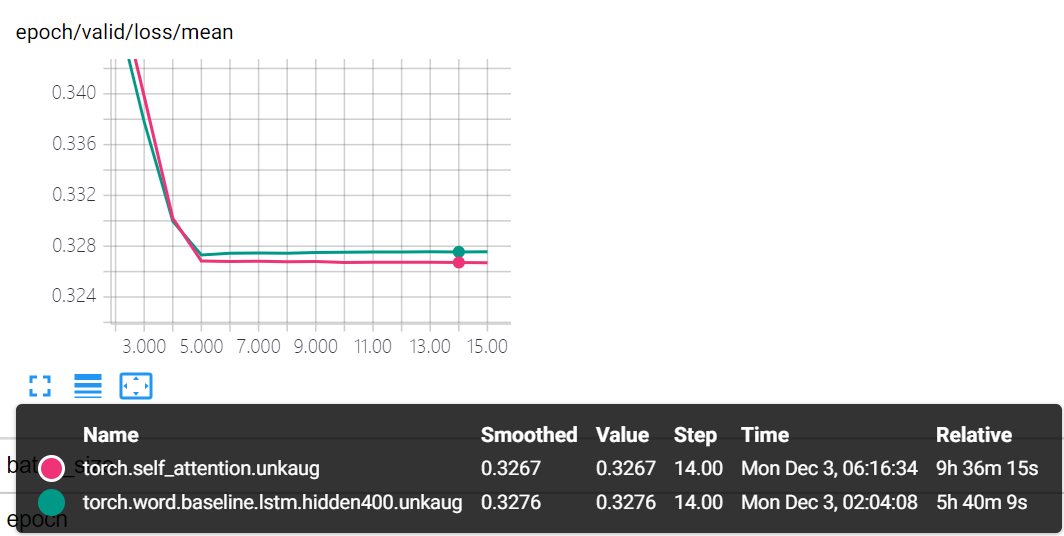 epoch/valid/loss/mean
0.340
0.336
0.332
0.328
0.324
3.000 5.000 7.000 9.000 11.00 13.00 15.00
Name Smoothed Value Step Time Relative
torch.self_attention.unkaug 0.3267 0.3267 14.00 Mon Dec 3, 06:16:34 9h 36m 15s
torch.word.baseline.lstm.hidden400.unkaug 0.3276 0.3276 14.00 Mon Dec 3, 02:04:08 5h 40m 9s
epoch